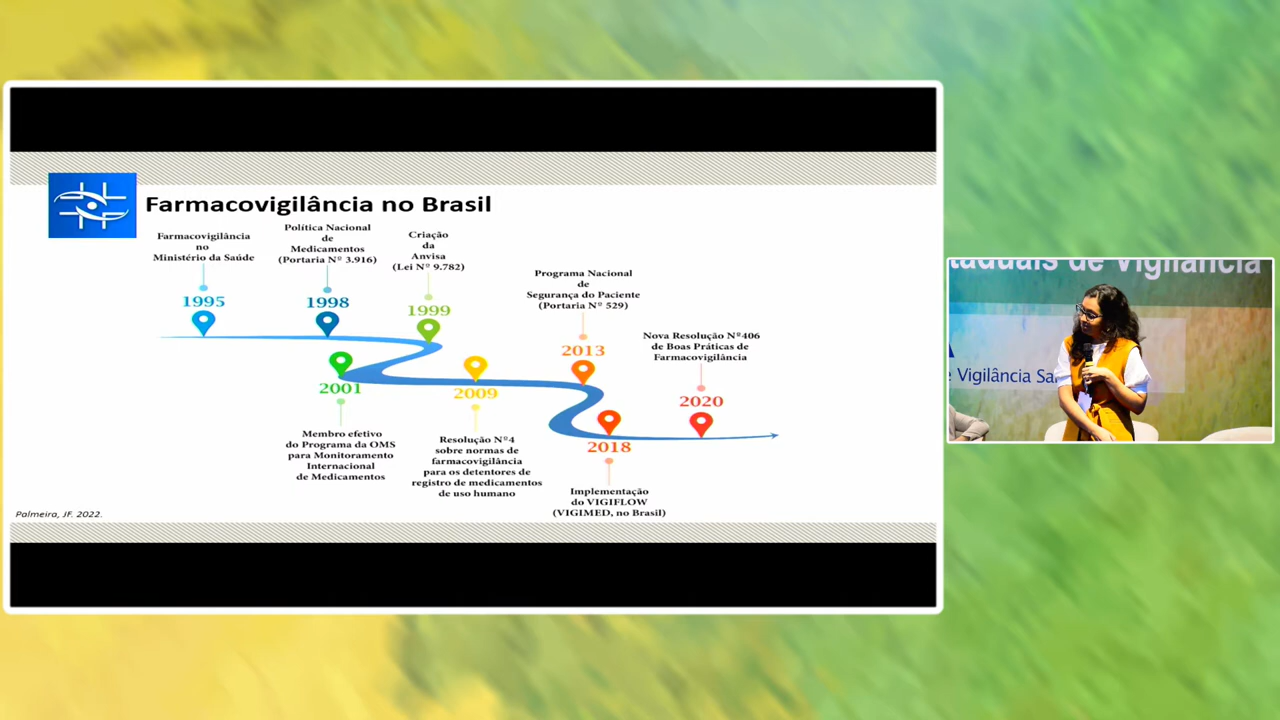 Farmacovigilância no Brasil
Farmacovigilância
no
Ministério da Saúde
1995
Política Nacional
de
Medicamentos
(Portaria Nº 3.916)
1998
Criação
da
Anvisa
(Lei Nº 9.782)
1999
2001
Membro efetivo
do Programa da OMS
para Monitoramento
Internacional
de Medicamentos
2009
Resolução Nº4
sobre normas de
farmacovigilância
para os detentores de
registro de medicamentos
de uso humano
Programa Nacional
de
Segurança do Paciente
(Portaria Nº 529)
2013
2018
Implementação
do VIGIFLOW
(VIGIMED, no Brasil)
Nova Resolução Nº406
de Boas Práticas de
Farmacovigilância
2020
Palmeira, JF. 2022.
taduais de Vigilância
e Vigilância Sa